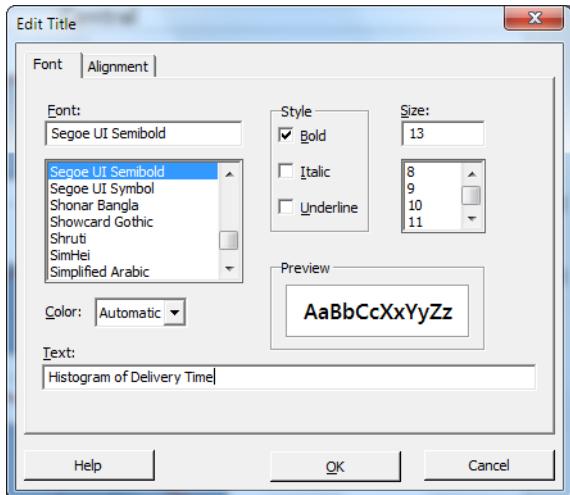 Edit Title
Font
Alignment
Font:
Segoe UI Semibold
Segoe UI Semibold
Segoe UI Symbol
Shonar Bangla
Showcard Gothic
Shruti
SimHei
Simplified Arabic
Style
Bold
Italic
Underline
Size:
13
8
9
10
11
Color:
Automatic
Preview
AaBbCcXxYyZz
Text:
Histogram of Delivery Time
Help
OK
Cancel